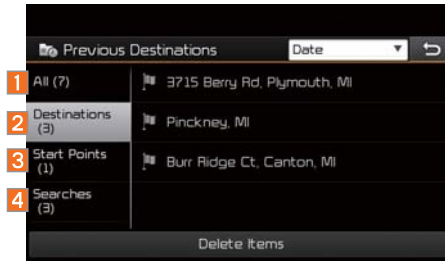 Previous Destinations
Date
1 All (7)
3715 Berry Rd, Plymouth, MI
2 Destinations
(3)
Pinckney, MI
3 Start Points
(1)
Burr Ridge Ct, Canton, MI
4 Searches
(3)
Delete Items